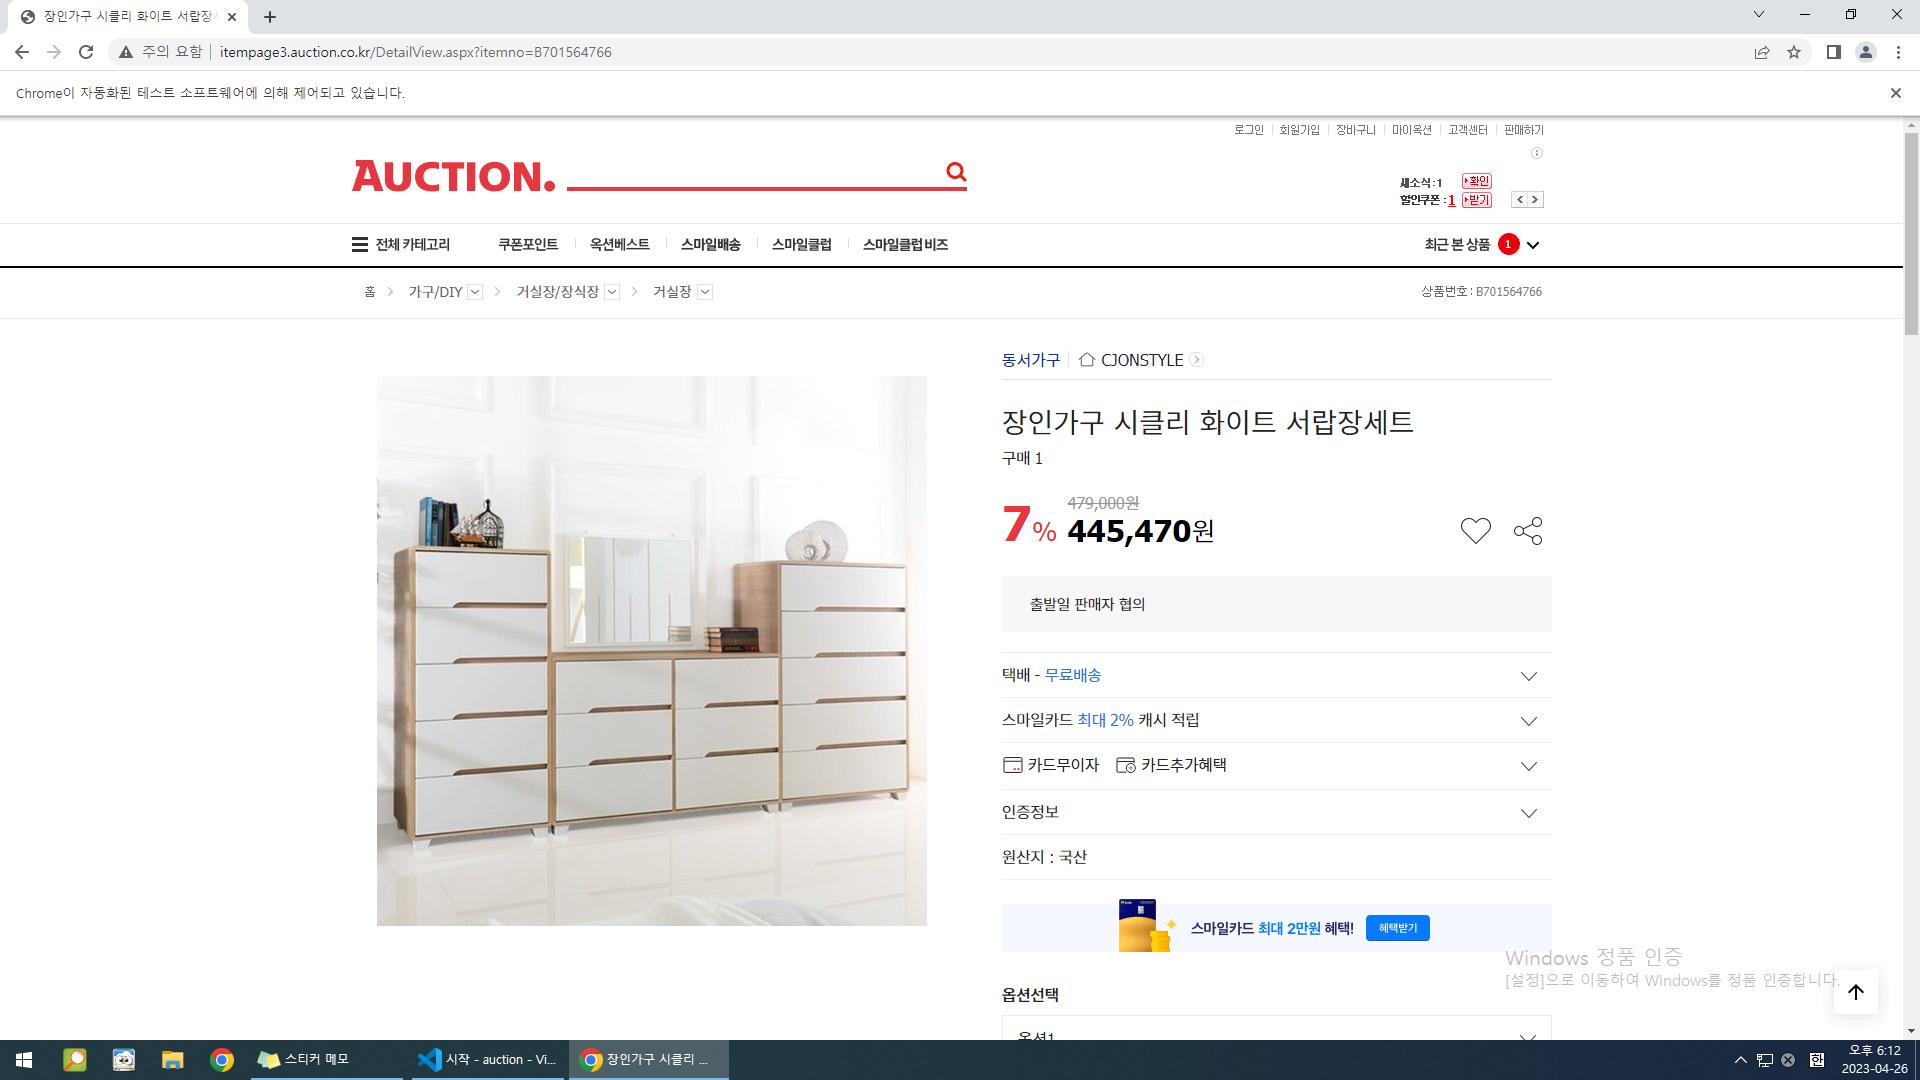 장인가구 시클리 화이트 서랍장세
주의 요함 itempage3.auction.co.kr/DetailView.aspx?itemno=B701564766
Chrome이 자동화된 테스트 소프트웨어에 의해 제어되고 있습니다.
로그인 회원가입 장바구니 마이옥션 고객센터 판매하기
AUCTION.
새소식:1 확인
할인쿠폰:1 받기
전체 카테고리 쿠폰포인트 옥션베스트 스마일배송 스마일클럽 스마일클럽 비즈 최근 본 상품 1
홈 가구/DIY 거실장/장식장 거실장 상품번호 : B701564766
동서가구 CJONSTYLE
장인가구 시클리 화이트 서랍장세트
구매 1
7% 479,000원
445,470원
출발일 판매자 협의
택배 - 무료배송
스마일카드 최대 2% 캐시 적립
카드무이자 카드추가혜택
인증정보
원산지 : 국산
스마일카드 최대 2만원 혜택! 혜택받기
Windows 정품 인증
[설정]으로 이동하여 Windows를 정품 인증합니다.
옵션선택
옵션1
스티커 메모 시작 - auction - Vi... 장인가구 시클리 ... 한 오후 6:12
2023-04-26